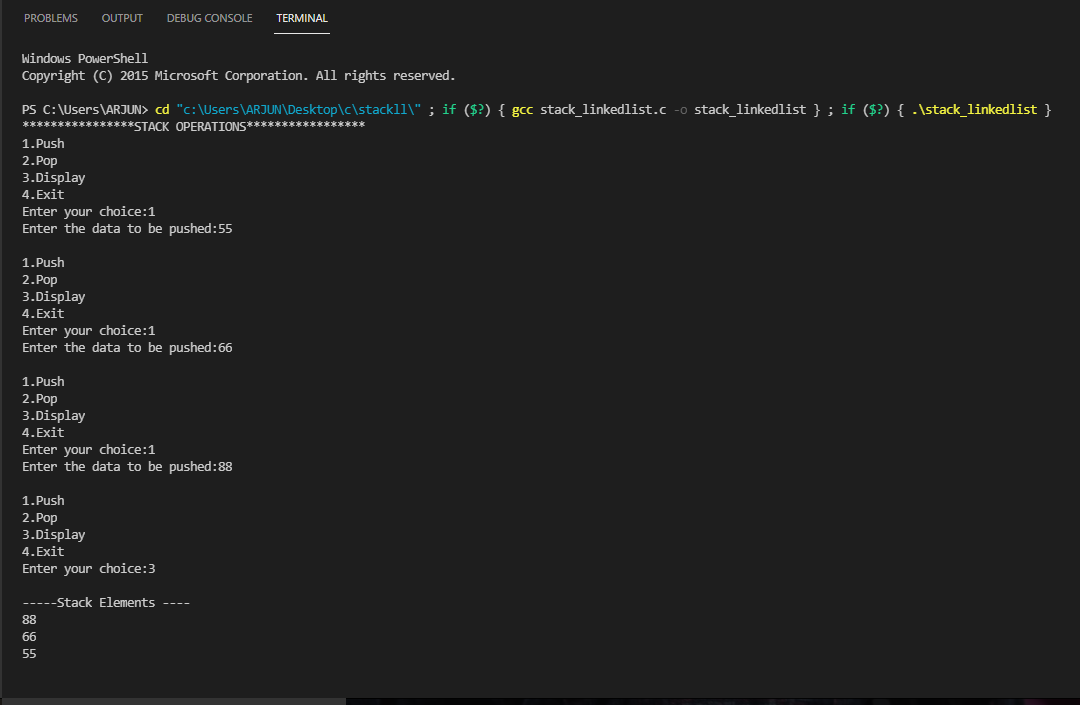 PROBLEMS OUTPUT DEBUG CONSOLE TERMINAL
Windows PowerShell
Copyright (C) 2015 Microsoft Corporation. All rights reserved.
PS C:\Users\ARJUN> cd "c:\Users\ARJUN\Desktop\c\stackll\" ; if ($?) { gcc stack_linkedlist.c -o stack_linkedlist } ; if ($?) { .\stack_linkedlist }
****************STACK OPERATIONS*****************
1.Push
2.Pop
3.Display
4.Exit
Enter your choice:1
Enter the data to be pushed:55
1.Push
2.Pop
3.Display
4.Exit
Enter your choice:1
Enter the data to be pushed:66
1.Push
2.Pop
3.Display
4.Exit
Enter your choice:1
Enter the data to be pushed:88
1.Push
2.Pop
3.Display
4.Exit
Enter your choice:3
-----Stack Elements ----
88
66
55